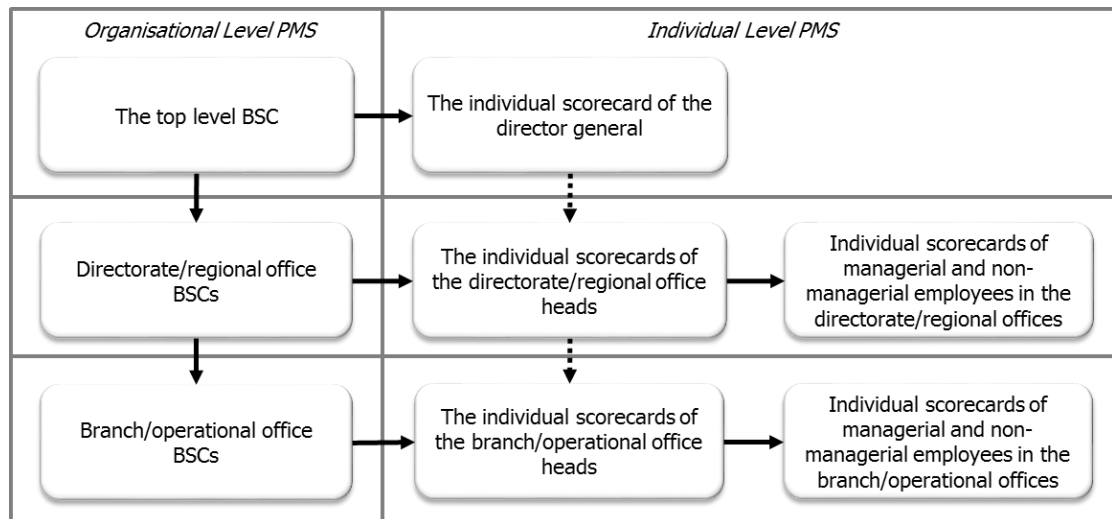 Organisational Level PMS
Individual Level PMS
The top level BSC
The individual scorecard of the
director general
Directorate/regional office
BSCs
The individual scorecards of
the directorate/regional office
heads
Individual scorecards of
managerial and non-
managerial employees in the
directorate/regional offices
Branch/operational office
BSCs
The individual scorecards of
the branch/operational office
heads
Individual scorecards of
managerial and non-
managerial employees in the
branch/operational offices